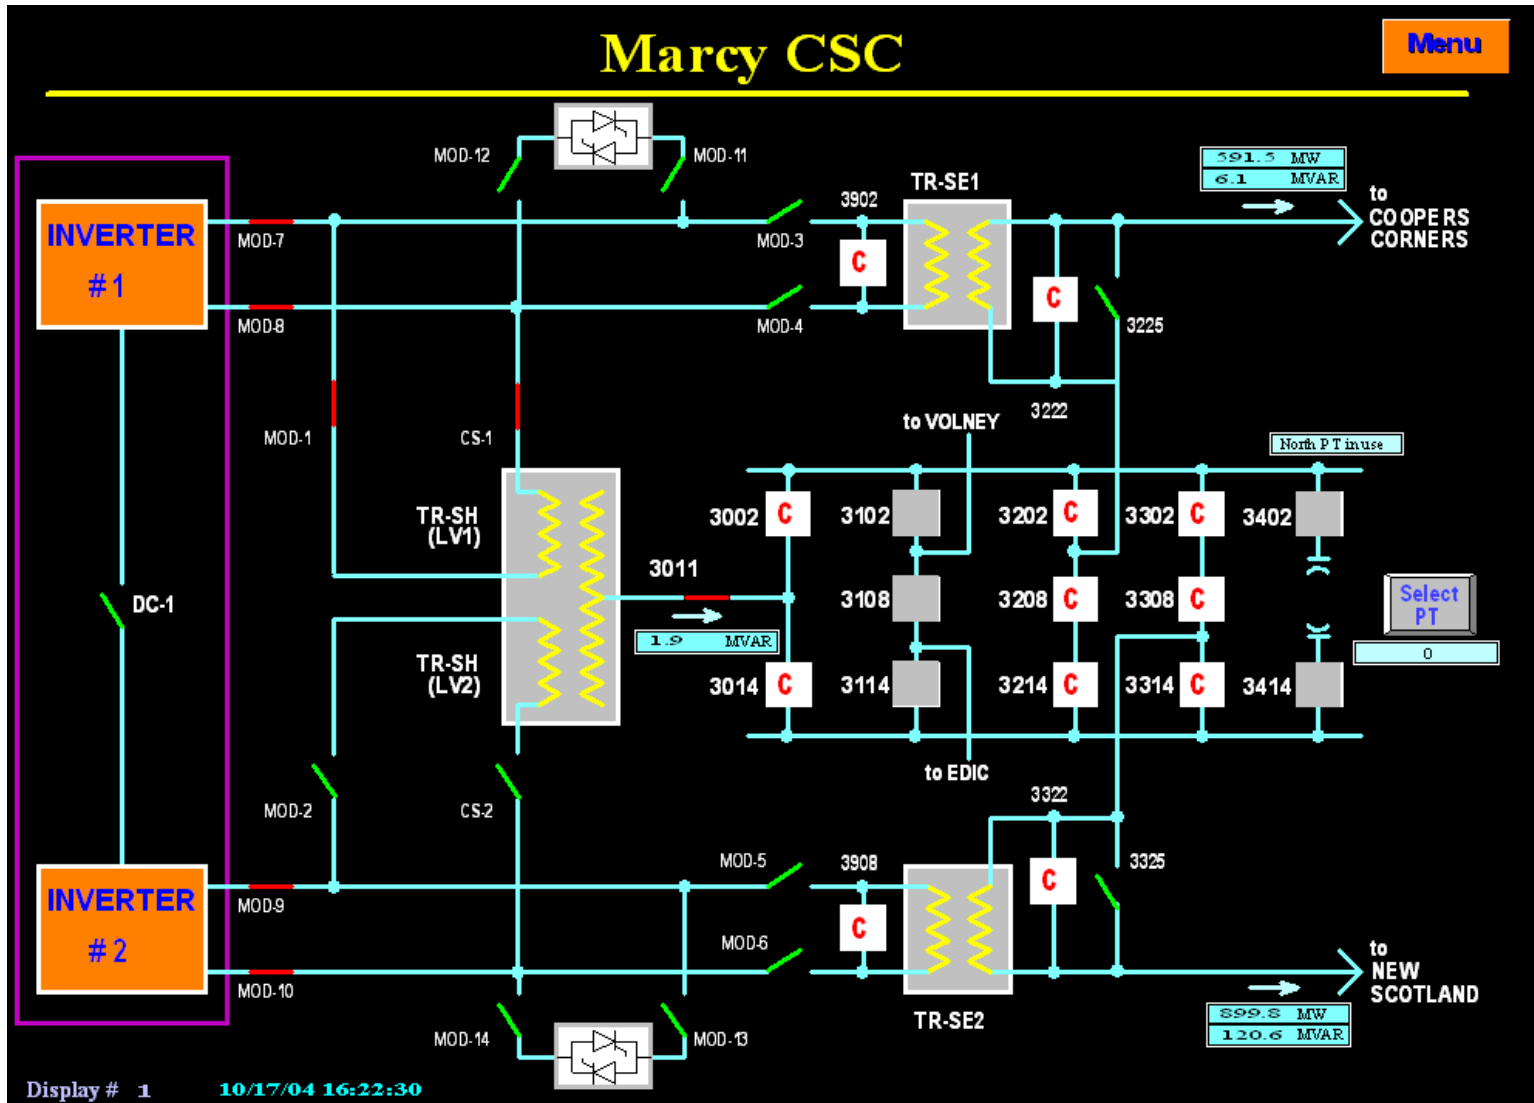 Marcy CSC
Menu
MOD-12
MOD-11
591.5 MW
6.1 MVAR
TR-SE1
3902
to
COOPERS
CORNERS
INVERTER
#1
MOD-7
MOD-3
C
C
MOD-8
MOD-4
3225
3222
MOD-1
CS-1
to VOLNEY
North PT in use
TR-SH
(LV1)
3002 C
3102
3202 C
3302 C
3402
3011
DC-1
3108
3208 C
3308 C
Select
PT
1.9 MVAR
0
TR-SH
(LV2)
3014 C
3114
3214 C
3314 C
3414
to EDIC
MOD-2
CS-2
3322
MOD-5
3908
3325
C
INVERTER
#2
MOD-9
C
MOD-6
to
NEW
SCOTLAND
MOD-10
899.8 MW
120.6 MVAR
TR-SE2
MOD-14
MOD-13
Display # 1
10/17/04 16:22:30